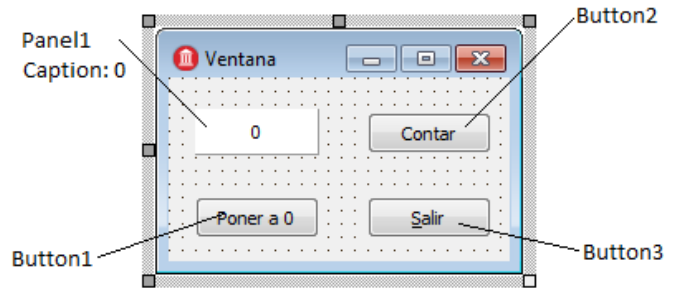 Button2
Panel1
Caption: 0
Ventana
0
Contar
Poner a 0
Salir
Button1
Button3